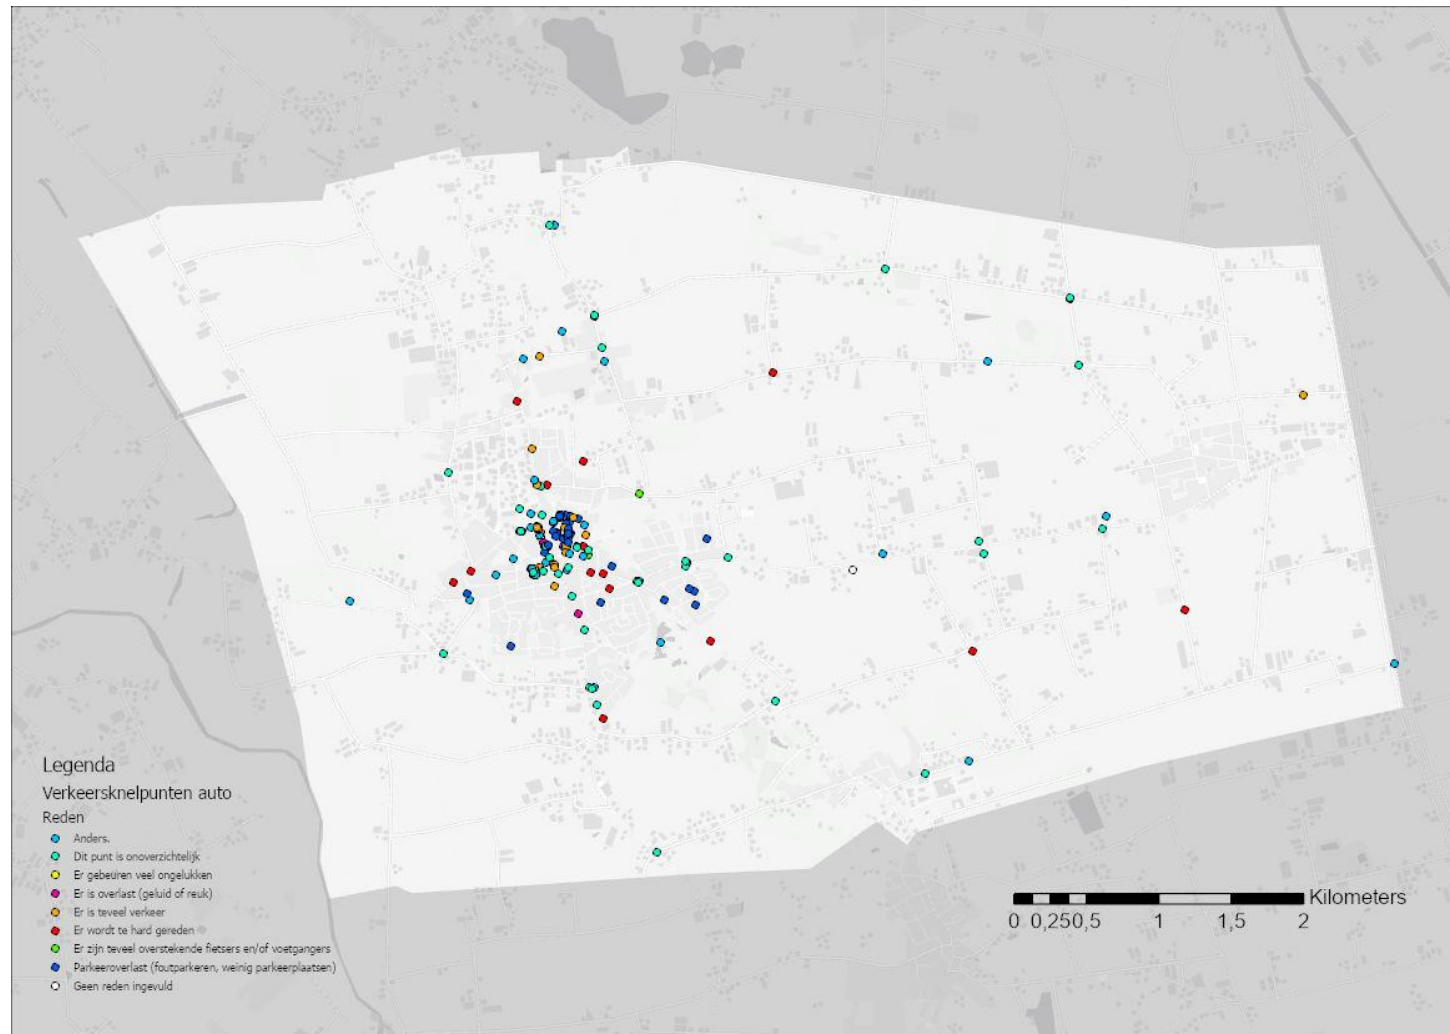 Legenda
Verkeersknelpunten auto
Reden
Anders.
Dit punt is onoverzichtelijk
Er gebeuren veel ongelukken
Er is overlast (geluid of reuk)
Er is teveel verkeer
Er wordt te hard gereden
Er zijn teveel overstekende fietsers en/of voetgangers
Parkeeroverlast (foutparkeren, weinig parkeerplaatsen)
Geen reden ingevuld
Kilometers
0 0,25 0,5 1 1,5 2